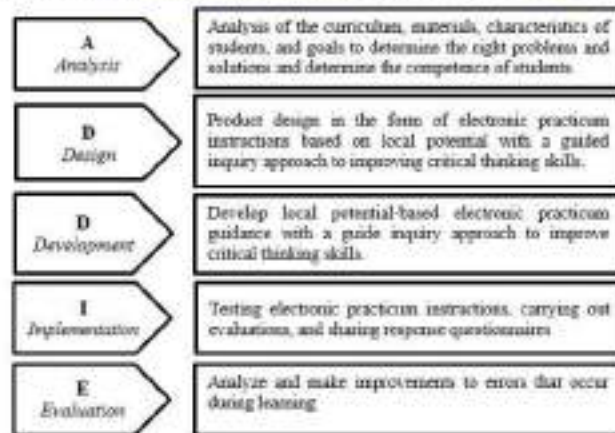 A
Analysis
Analysis of the curriculum, materials, characteristics of
students, and goals to determine the right problems and
solutions and determine the competence of students.
D
Design
Product design in the form of electronic practicum
instructions based on local potential with a guided
inquiry approach to improving critical thinking skills.
D
Development
Develop local potential-based electronic practicum
guidance with a guide inquiry approach to improve
critical thinking skills
I
Implementation
Testing electronic practicum instructions, carrying out
evaluations, and sharing response questionnaires
E
Evaluation
Analyze and make improvements to errors that occur
during learning